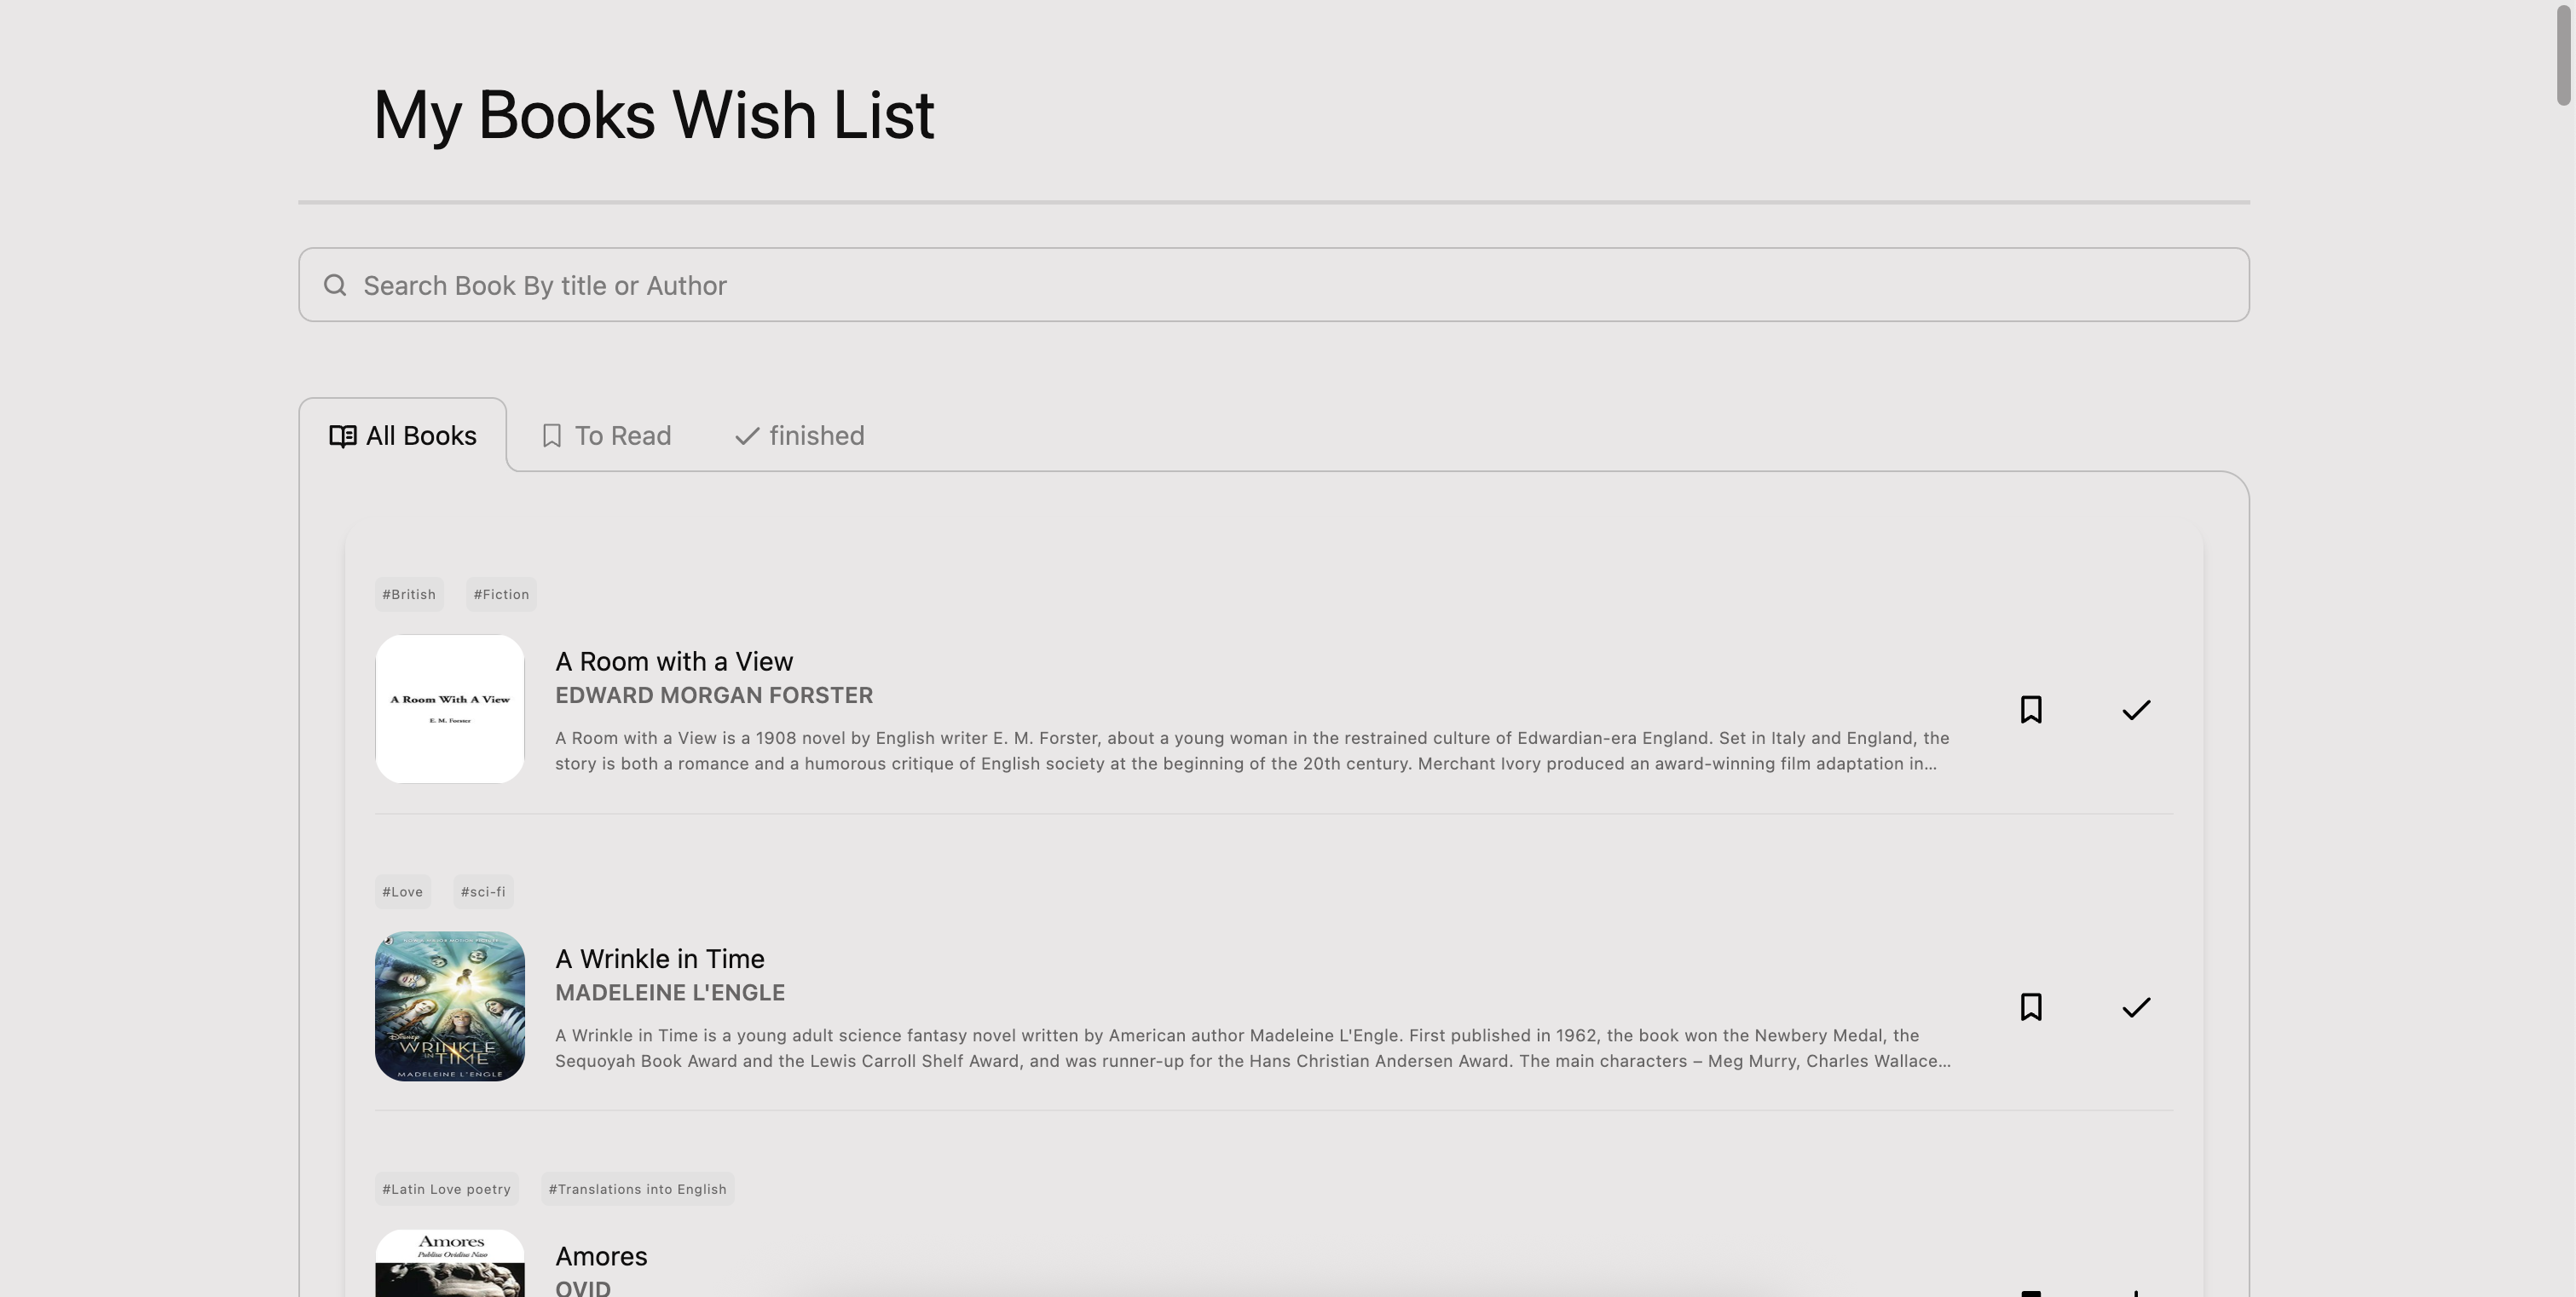 My Books Wish List
Search Book By title or Author
All Books
To Read
finished
#British
#Fiction
A Room With A View
E. M. Forster
A Room with a View
EDWARD MORGAN FORSTER
A Room with a View is a 1908 novel by English writer E. M. Forster, about a young woman in the restrained culture of Edwardian-era England. Set in Italy and England, the
story is both a romance and a humorous critique of English society at the beginning of the 20th century. Merchant Ivory produced an award-winning film adaptation in…
#Love
#sci-fi
Disney
WRINKLE
IN TIME
MADELEINE L'ENGLE
A Wrinkle in Time
MADELEINE L'ENGLE
A Wrinkle in Time is a young adult science fantasy novel written by American author Madeleine L'Engle. First published in 1962, the book won the Newbery Medal, the
Sequoyah Book Award and the Lewis Carroll Shelf Award, and was runner-up for the Hans Christian Andersen Award. The main characters – Meg Murry, Charles Wallace…
#Latin Love poetry
#Translations into English
Amores
Publius Ovidius Naso
Amores
OVID